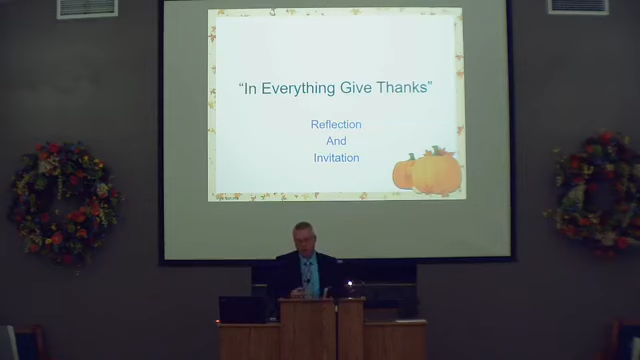 “In Everything Give Thanks”
Reflection
And
Invitation